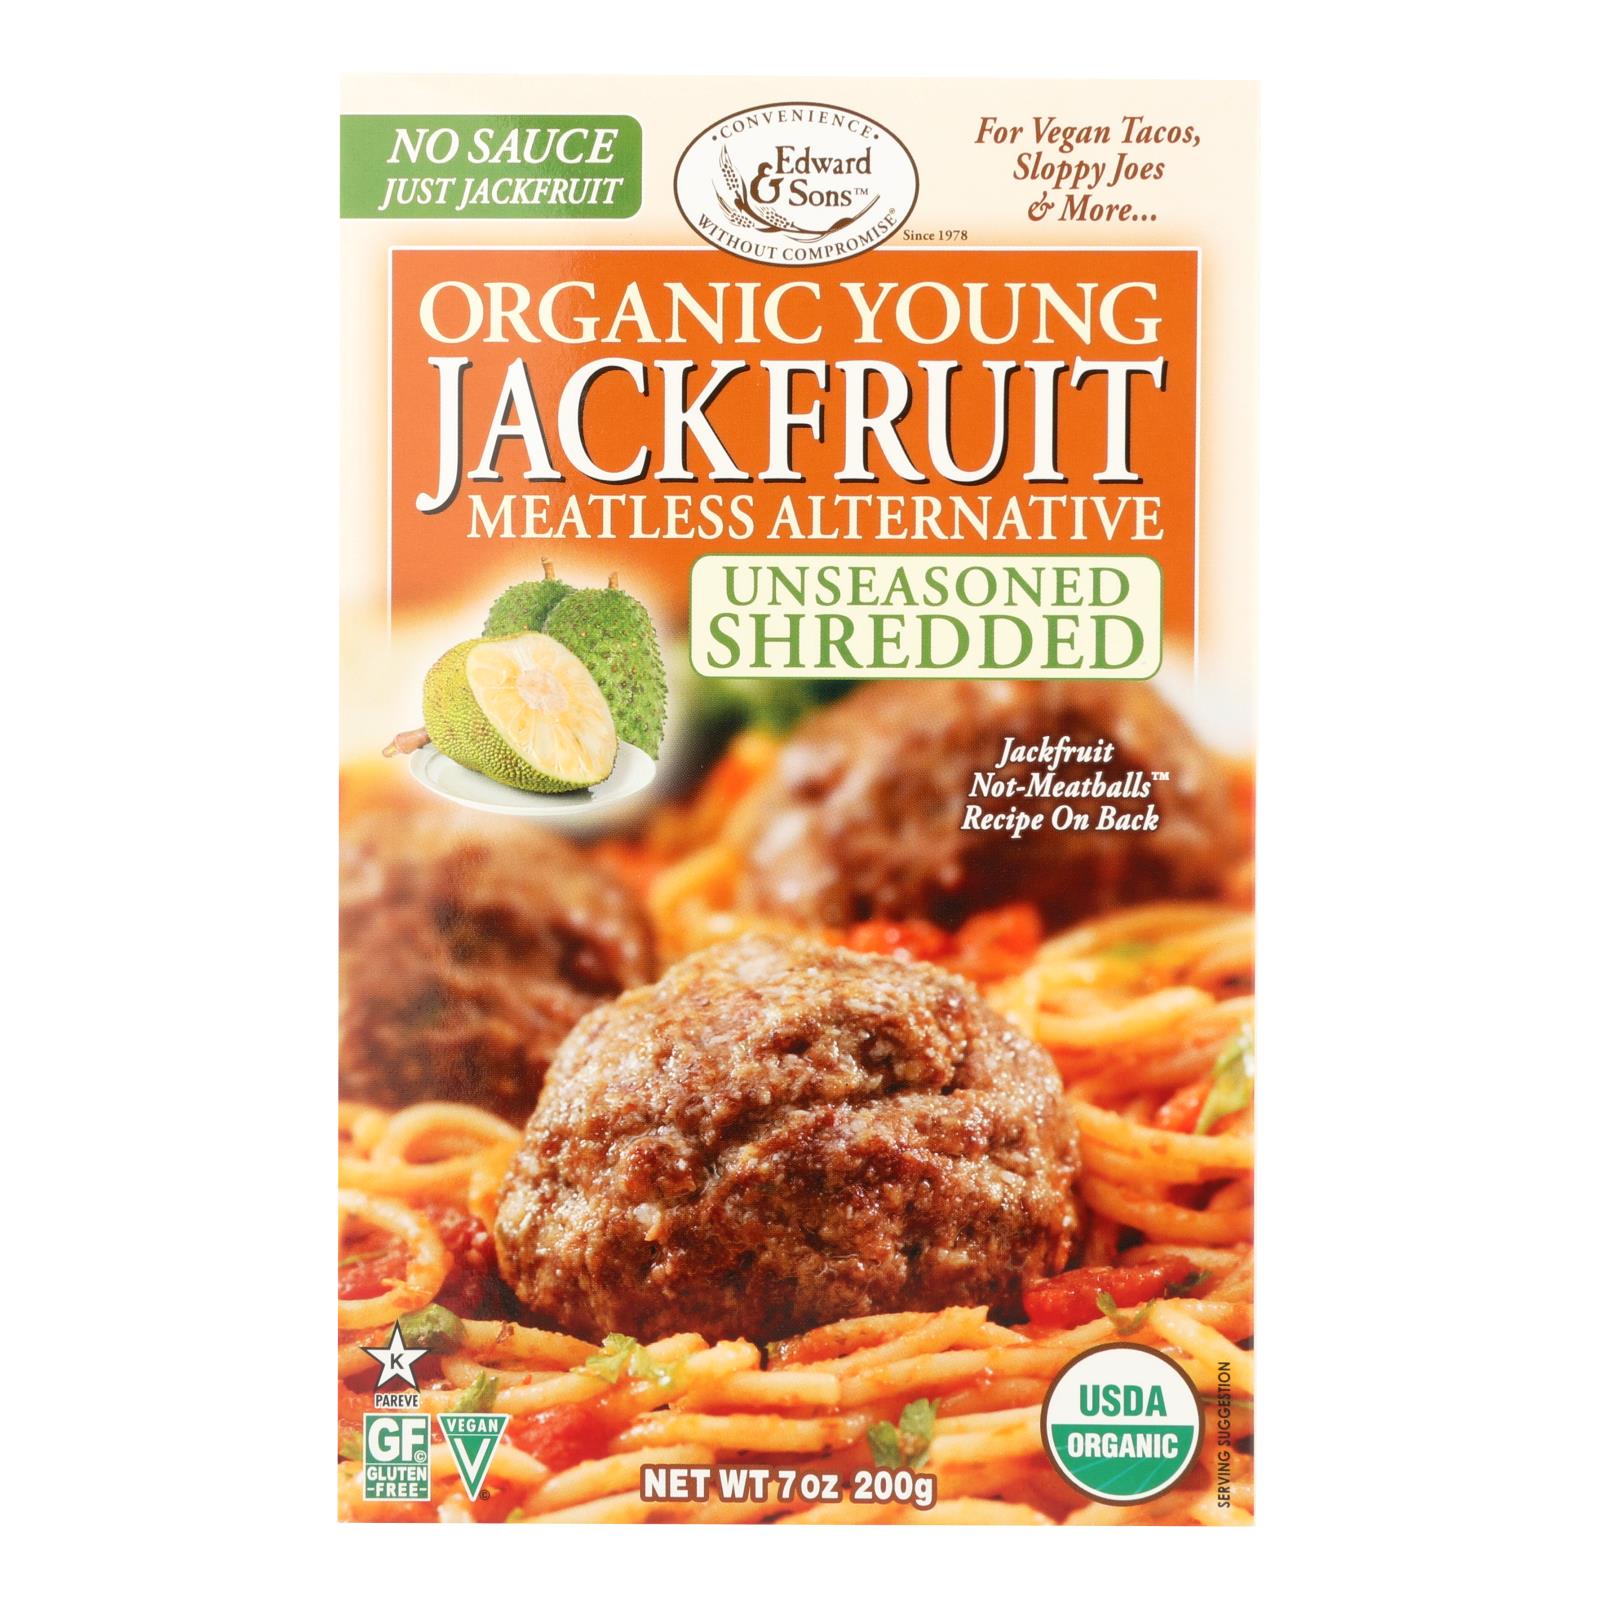 NO SAUCE
JUST JACKFRUIT
• CONVENIENCE •
Edward
& Sons™
WITHOUT COMPROMISE®
Since 1978
For Vegan Tacos,
Sloppy Joes
& More...
ORGANIC YOUNG
JACKFRUIT
MEATLESS ALTERNATIVE
UNSEASONED
SHREDDED
Jackfruit
Not-Meatballs™
Recipe On Back
K
PAREVE
GF©
GLUTEN
-FREE-
VEGAN
V
©
NET WT 7 oz 200g
USDA
ORGANIC
SERVING SUGGESTION